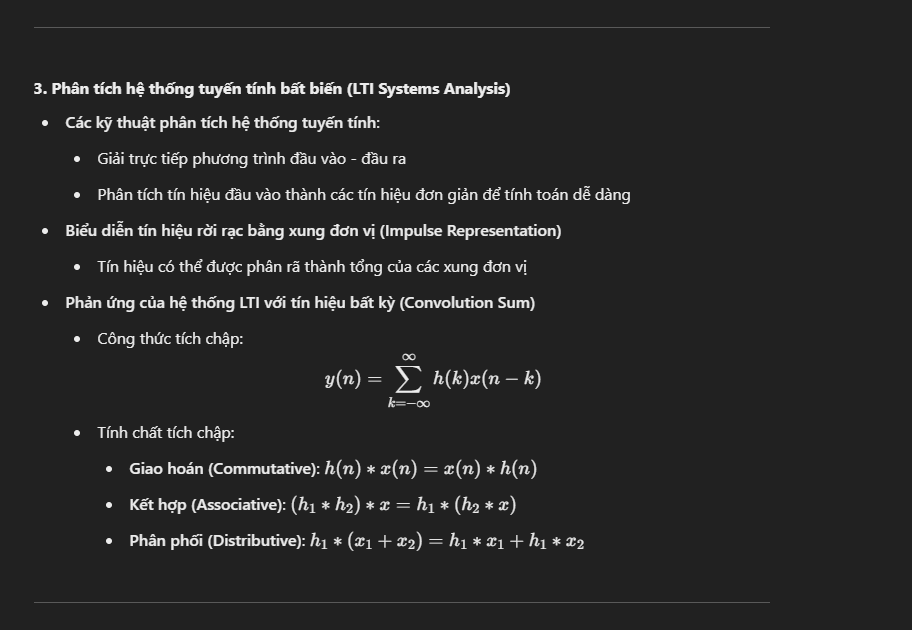 3. Phân tích hệ thống tuyến tính bất biến (LTI Systems Analysis)
• Các kỹ thuật phân tích hệ thống tuyến tính:
• Giải trực tiếp phương trình đầu vào - đầu ra
• Phân tích tín hiệu đầu vào thành các tín hiệu đơn giản để tính toán dễ dàng
• Biểu diễn tín hiệu rời rạc bằng xung đơn vị (Impulse Representation)
• Tín hiệu có thể được phân rã thành tổng của các xung đơn vị
• Phản ứng của hệ thống LTI với tín hiệu bất kỳ (Convolution Sum)
• Công thức tích chập:
y(n) = ∑_{k=−∞}^{∞} h(k)x(n − k)
• Tính chất tích chập:
• Giao hoán (Commutative): h(n) ∗ x(n) = x(n) ∗ h(n)
• Kết hợp (Associative): (h₁ ∗ h₂) ∗ x = h₁ ∗ (h₂ ∗ x)
• Phân phối (Distributive): h₁ ∗ (x₁ + x₂) = h₁ ∗ x₁ + h₁ ∗ x₂